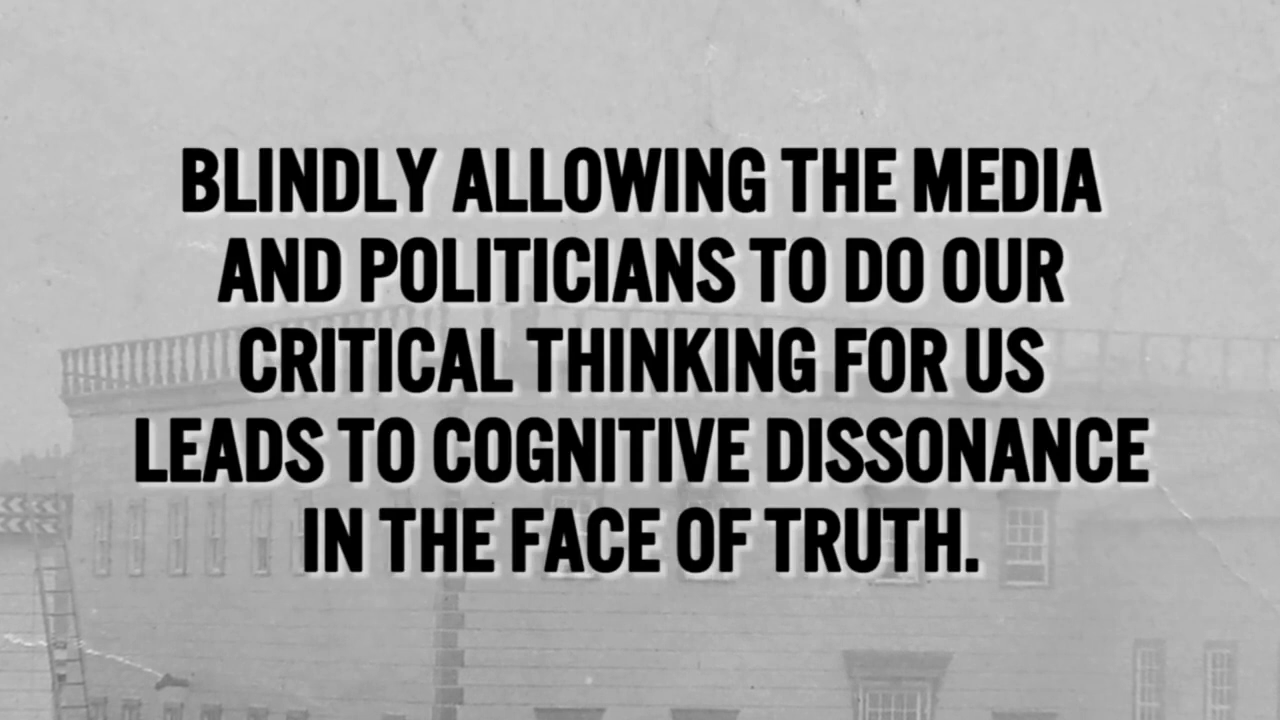 BLINDLY ALLOWING THE MEDIA
AND POLITICIANS TO DO OUR
CRITICAL THINKING FOR US
LEADS TO COGNITIVE DISSONANCE
IN THE FACE OF TRUTH.